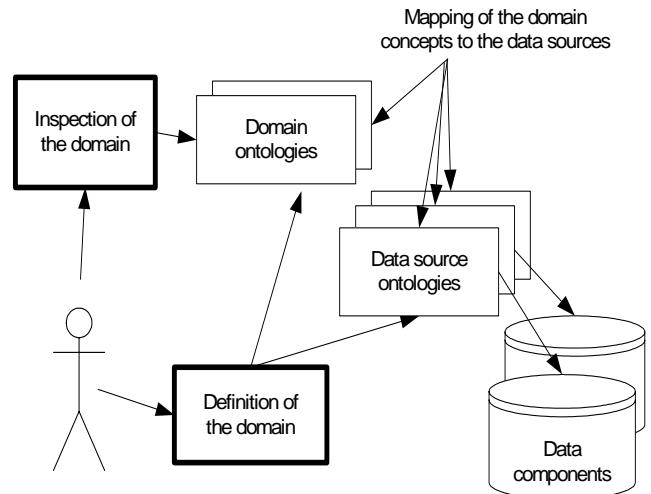 Mapping of the domain
concepts to the data sources
Inspection of
the domain
Domain
ontologies
Data source
ontologies
Definition of
the domain
Data
components